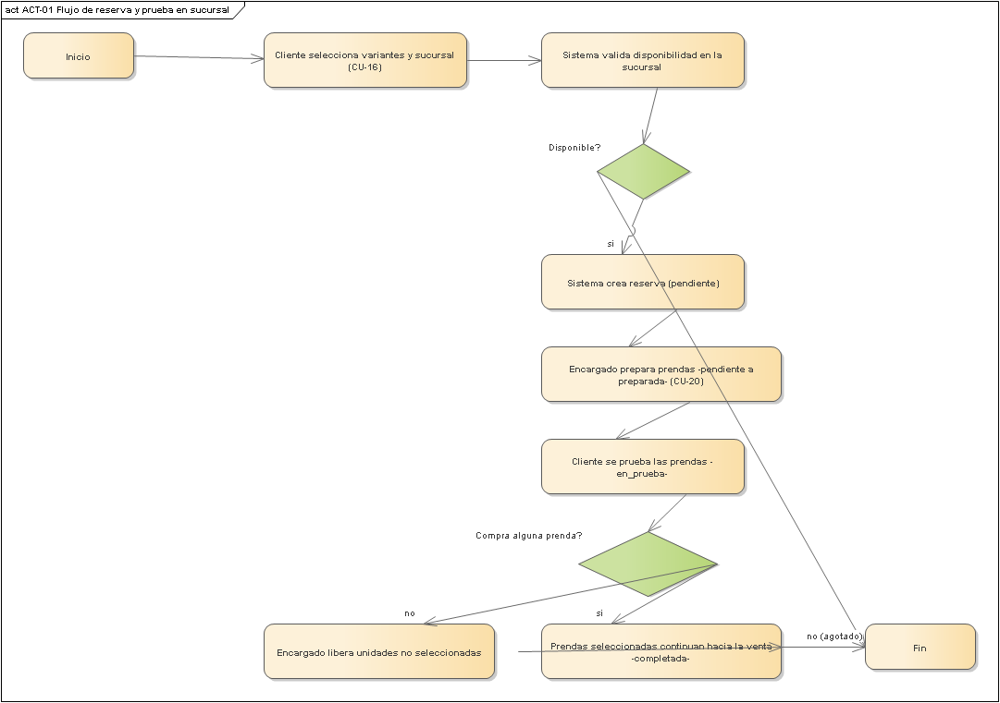 act ACT-01 Flujo de reserva y prueba en sucursal
Inicio
Cliente selecciona variantes y sucursal
(CU-16)
Sistema valida disponibilidad en la
sucursal
Disponible?
si
Sistema crea reserva (pendiente)
Encargado prepara prendas -pendiente a
preparada- (CU-20)
Cliente se prueba las prendas -
en_prueba-
Compra alguna prenda?
no
si
no (agotado)
Encargado libera unidades no seleccionadas
Prendas seleccionadas continuan hacia la venta
-completada-
Fin